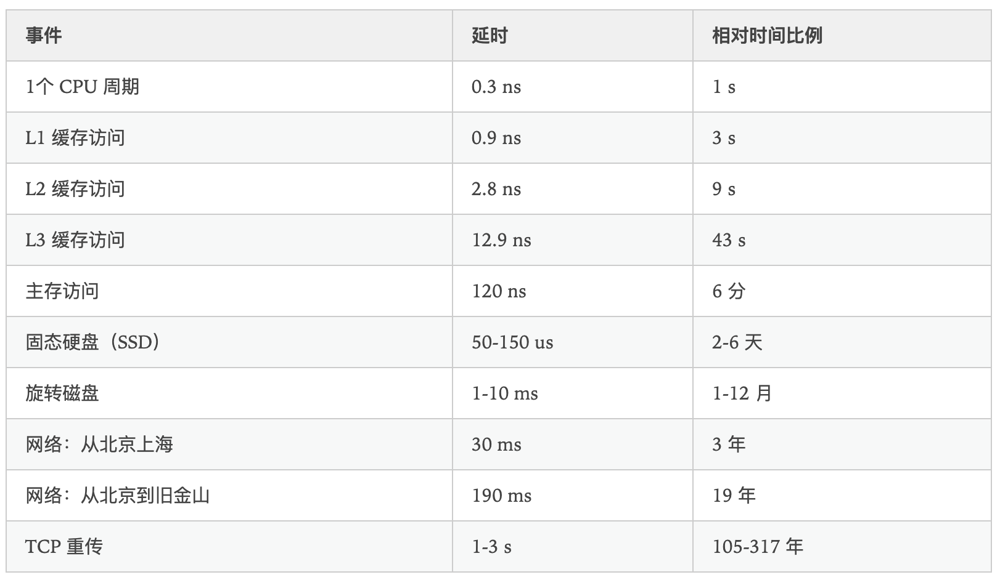 事件 延时 相对时间比例
1个 CPU 周期 0.3 ns 1 s
L1 缓存访问 0.9 ns 3 s
L2 缓存访问 2.8 ns 9 s
L3 缓存访问 12.9 ns 43 s
主存访问 120 ns 6 分
固态硬盘（SSD） 50-150 us 2-6 天
旋转磁盘 1-10 ms 1-12 月
网络：从北京上海 30 ms 3 年
网络：从北京到旧金山 190 ms 19 年
TCP 重传 1-3 s 105-317 年